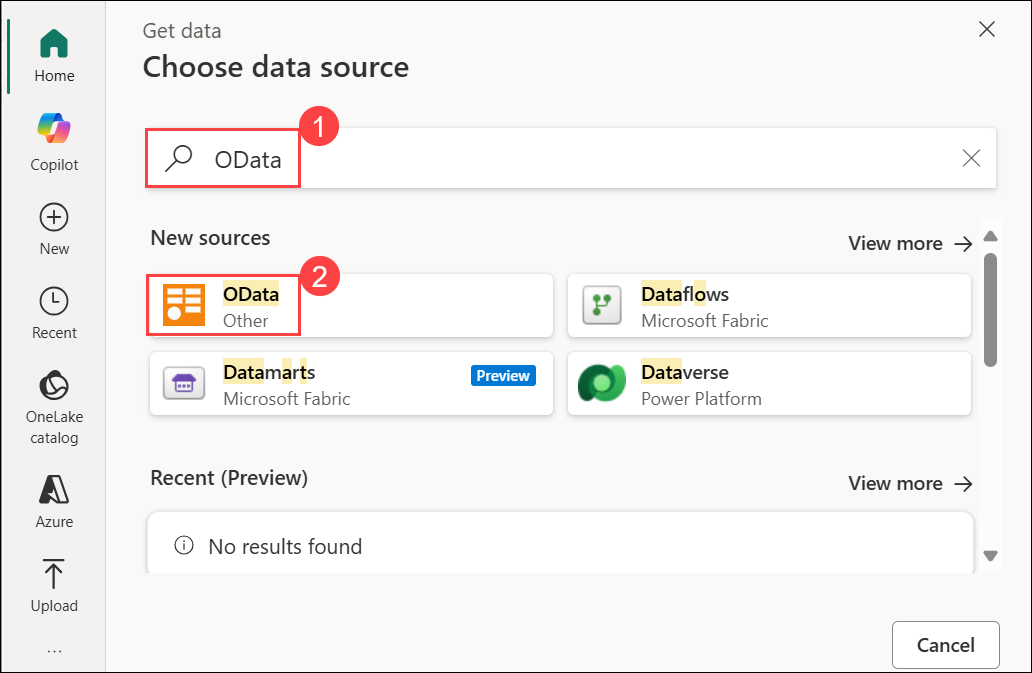 Get data
Choose data source
Home
Copilot
New
Recent
OneLake
catalog
Azure
Upload
...
1
OData
New sources
View more
2
OData
Other
Dataflows
Microsoft Fabric
Datamarts
Microsoft Fabric
Preview
Dataverse
Power Platform
Recent (Preview)
View more
No results found
Cancel